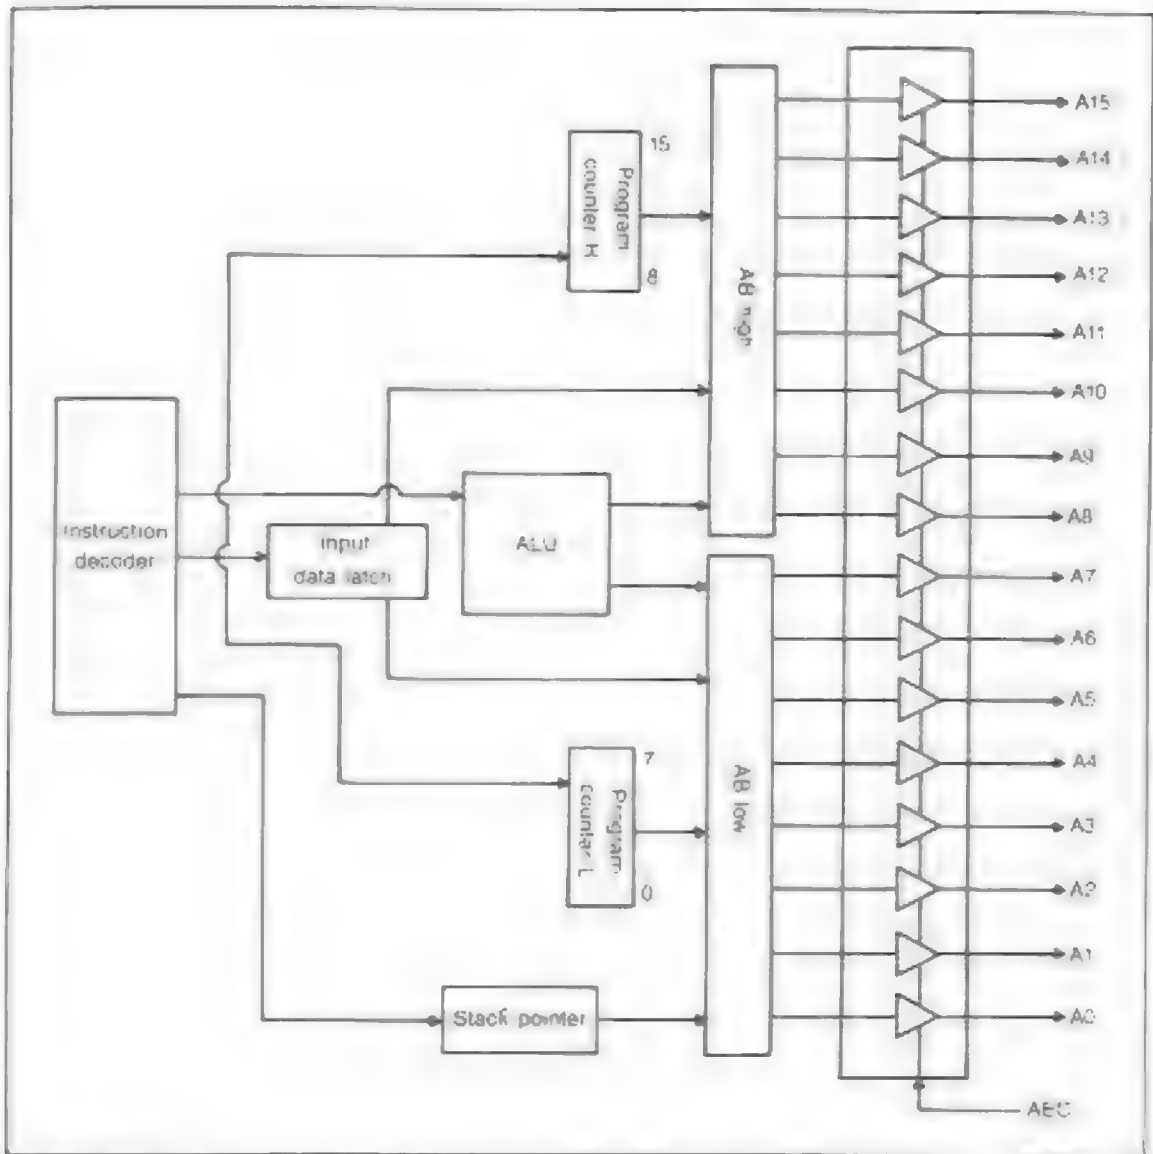 15
Program
counter H
8
AB high
Instruction
decoder
Input
data latch
ALU
7
Program
counter L
0
AB low
Stack pointer
A15
A14
A13
A12
A11
A10
A9
A8
A7
A6
A5
A4
A3
A2
A1
A0
AEC